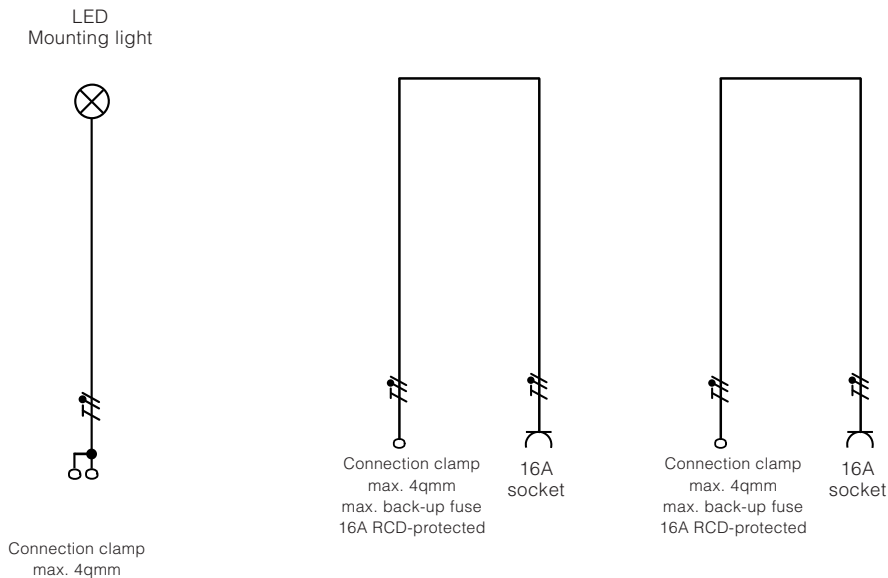 LED
Mounting light
Connection clamp
max. 4qmm
Connection clamp
max. 4qmm
max. back-up fuse
16A RCD-protected
16A
socket
Connection clamp
max. 4qmm
max. back-up fuse
16A RCD-protected
16A
socket